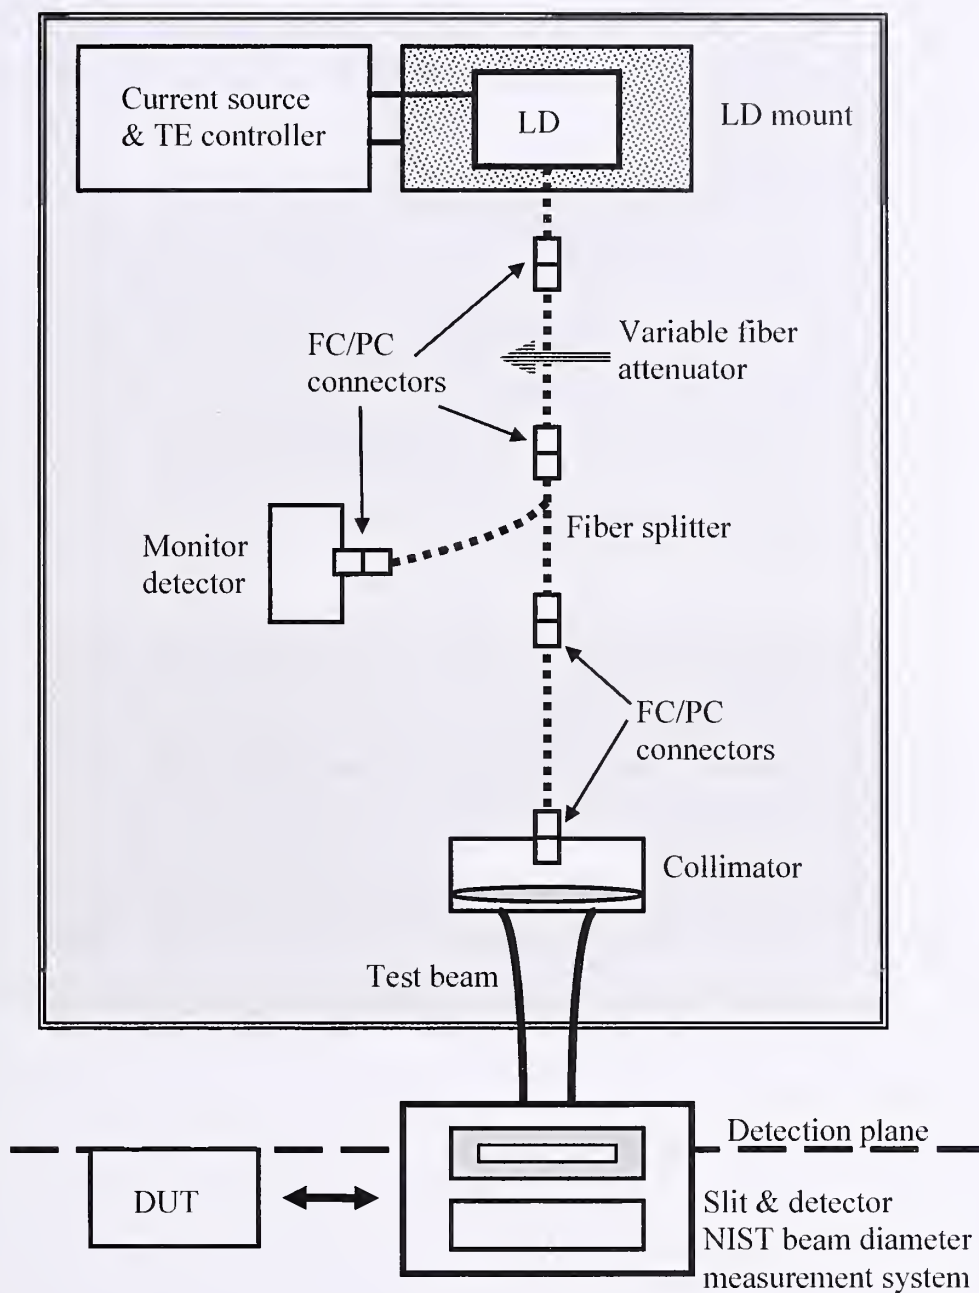 Current source
& TE controller
LD
LD mount
FC/PC
connectors
Variable fiber
attenuator
Monitor
detector
Fiber splitter
FC/PC
connectors
Collimator
Test beam
Detection plane
DUT
Slit & detector
NIST beam diameter
measurement system